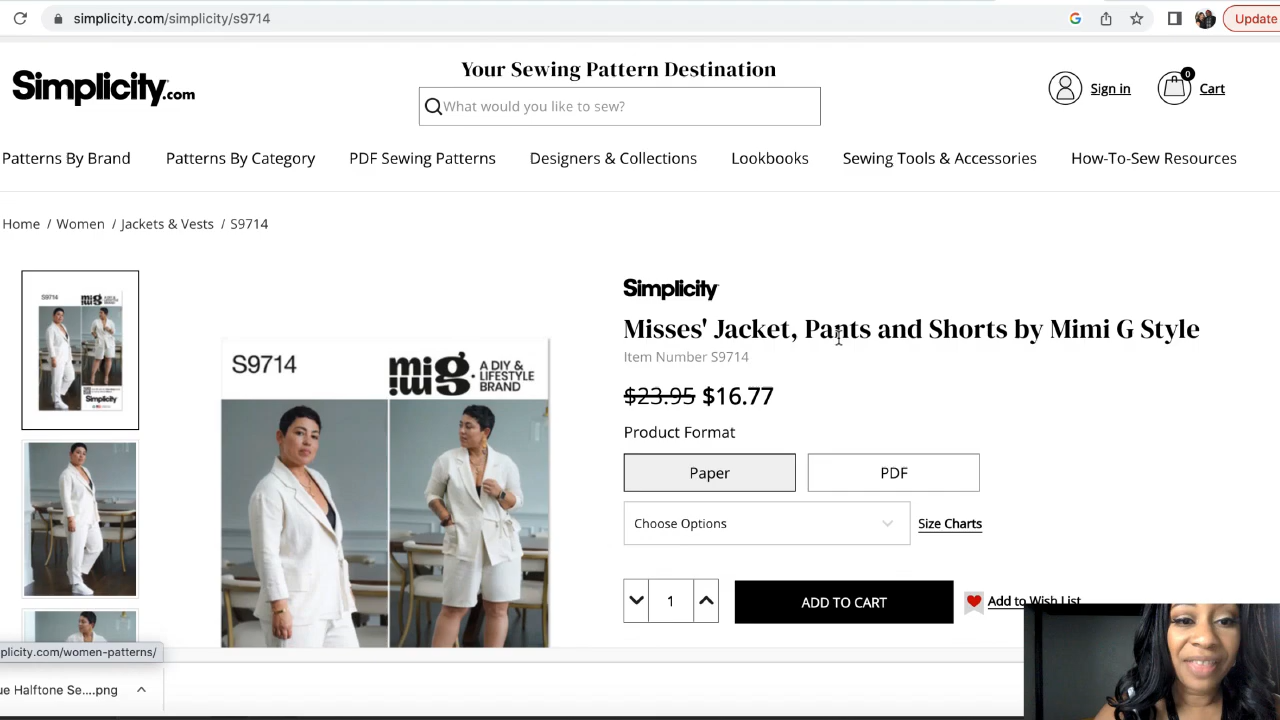 simplicity.com/simplicity/s9714
Update
Simplicity.com
Your Sewing Pattern Destination
What would you like to sew?
Sign in
0
Cart
Patterns By Brand
Patterns By Category
PDF Sewing Patterns
Designers & Collections
Lookbooks
Sewing Tools & Accessories
How-To-Sew Resources
Home / Women / Jackets & Vests / S9714
S9714
mig
Simplicity
S9714
mimi g.
A DIY &
LIFESTYLE
BRAND
Simplicity
Misses' Jacket, Pants and Shorts by Mimi G Style
Item Number S9714
$23.95 $16.77
Product Format
Paper
PDF
Choose Options
Size Charts
1
ADD TO CART
Add to Wish List
plicity.com/women-patterns/
ue Halftone Se....png